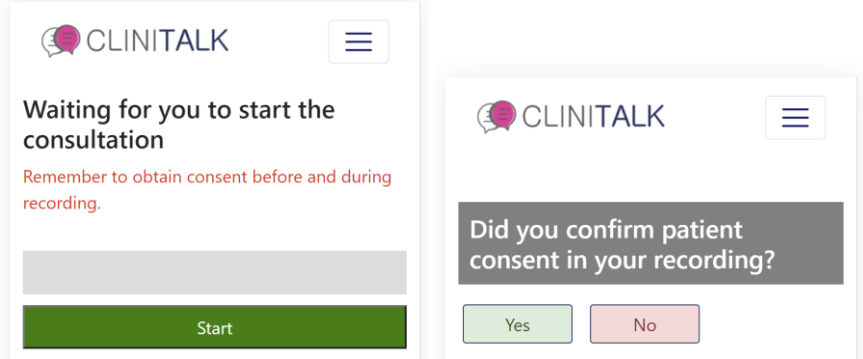 CLINITALK
Waiting for you to start the
consultation
Remember to obtain consent before and during
recording.
Start
CLINITALK
Did you confirm patient
consent in your recording?
Yes
No